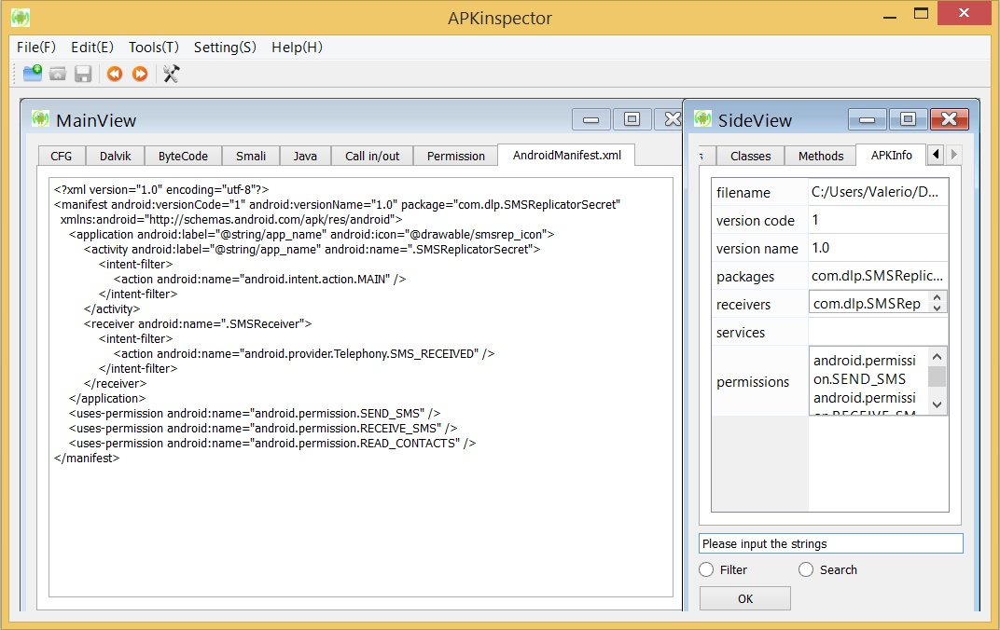 APKinspector
File(F) Edit(E) Tools(T) Setting(S) Help(H)
MainView
CFG Dalvik ByteCode Smali Java Call in/out Permission AndroidManifest.xml
<?xml version="1.0" encoding="utf-8"?>
<manifest android:versionCode="1" android:versionName="1.0" package="com.dlp.SMSReplicatorSecret"
xmlns:android="http://schemas.android.com/apk/res/android">
<application android:label="@string/app_name" android:icon="@drawable/smsrep_icon">
<activity android:label="@string/app_name" android:name=".SMSReplicatorSecret">
<intent-filter>
<action android:name="android.intent.action.MAIN" />
</intent-filter>
</activity>
<receiver android:name=".SMSReceiver">
<intent-filter>
<action android:name="android.provider.Telephony.SMS_RECEIVED" />
</intent-filter>
</receiver>
</application>
<uses-permission android:name="android.permission.SEND_SMS" />
<uses-permission android:name="android.permission.RECEIVE_SMS" />
<uses-permission android:name="android.permission.READ_CONTACTS" />
</manifest>
SideView
s Classes Methods APKInfo
filename C:/Users/Valerio/D...
version code 1
version name 1.0
packages com.dlp.SMSReplic...
receivers com.dlp.SMSRep
services
permissions
android.permissi
on.SEND_SMS
android.permissi
on.RECEIVE_SM
Please input the strings
Filter Search
OK